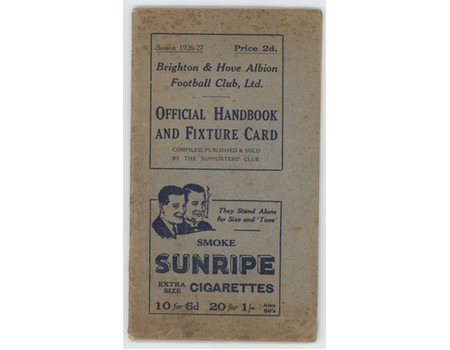 Season 1926-27 Price 2d.
Brighton & Hove Albion
Football Club, Ltd.
OFFICIAL HANDBOOK
AND FIXTURE CARD
COMPILED, PUBLISHED & SOLD
BY THE SUPPORTERS' CLUB
They Stand Alone
for Size and "Tone"
SMOKE
SUNRIPE
EXTRA SIZE CIGARETTES
10 for 6d 20 for 1/- Also 50's